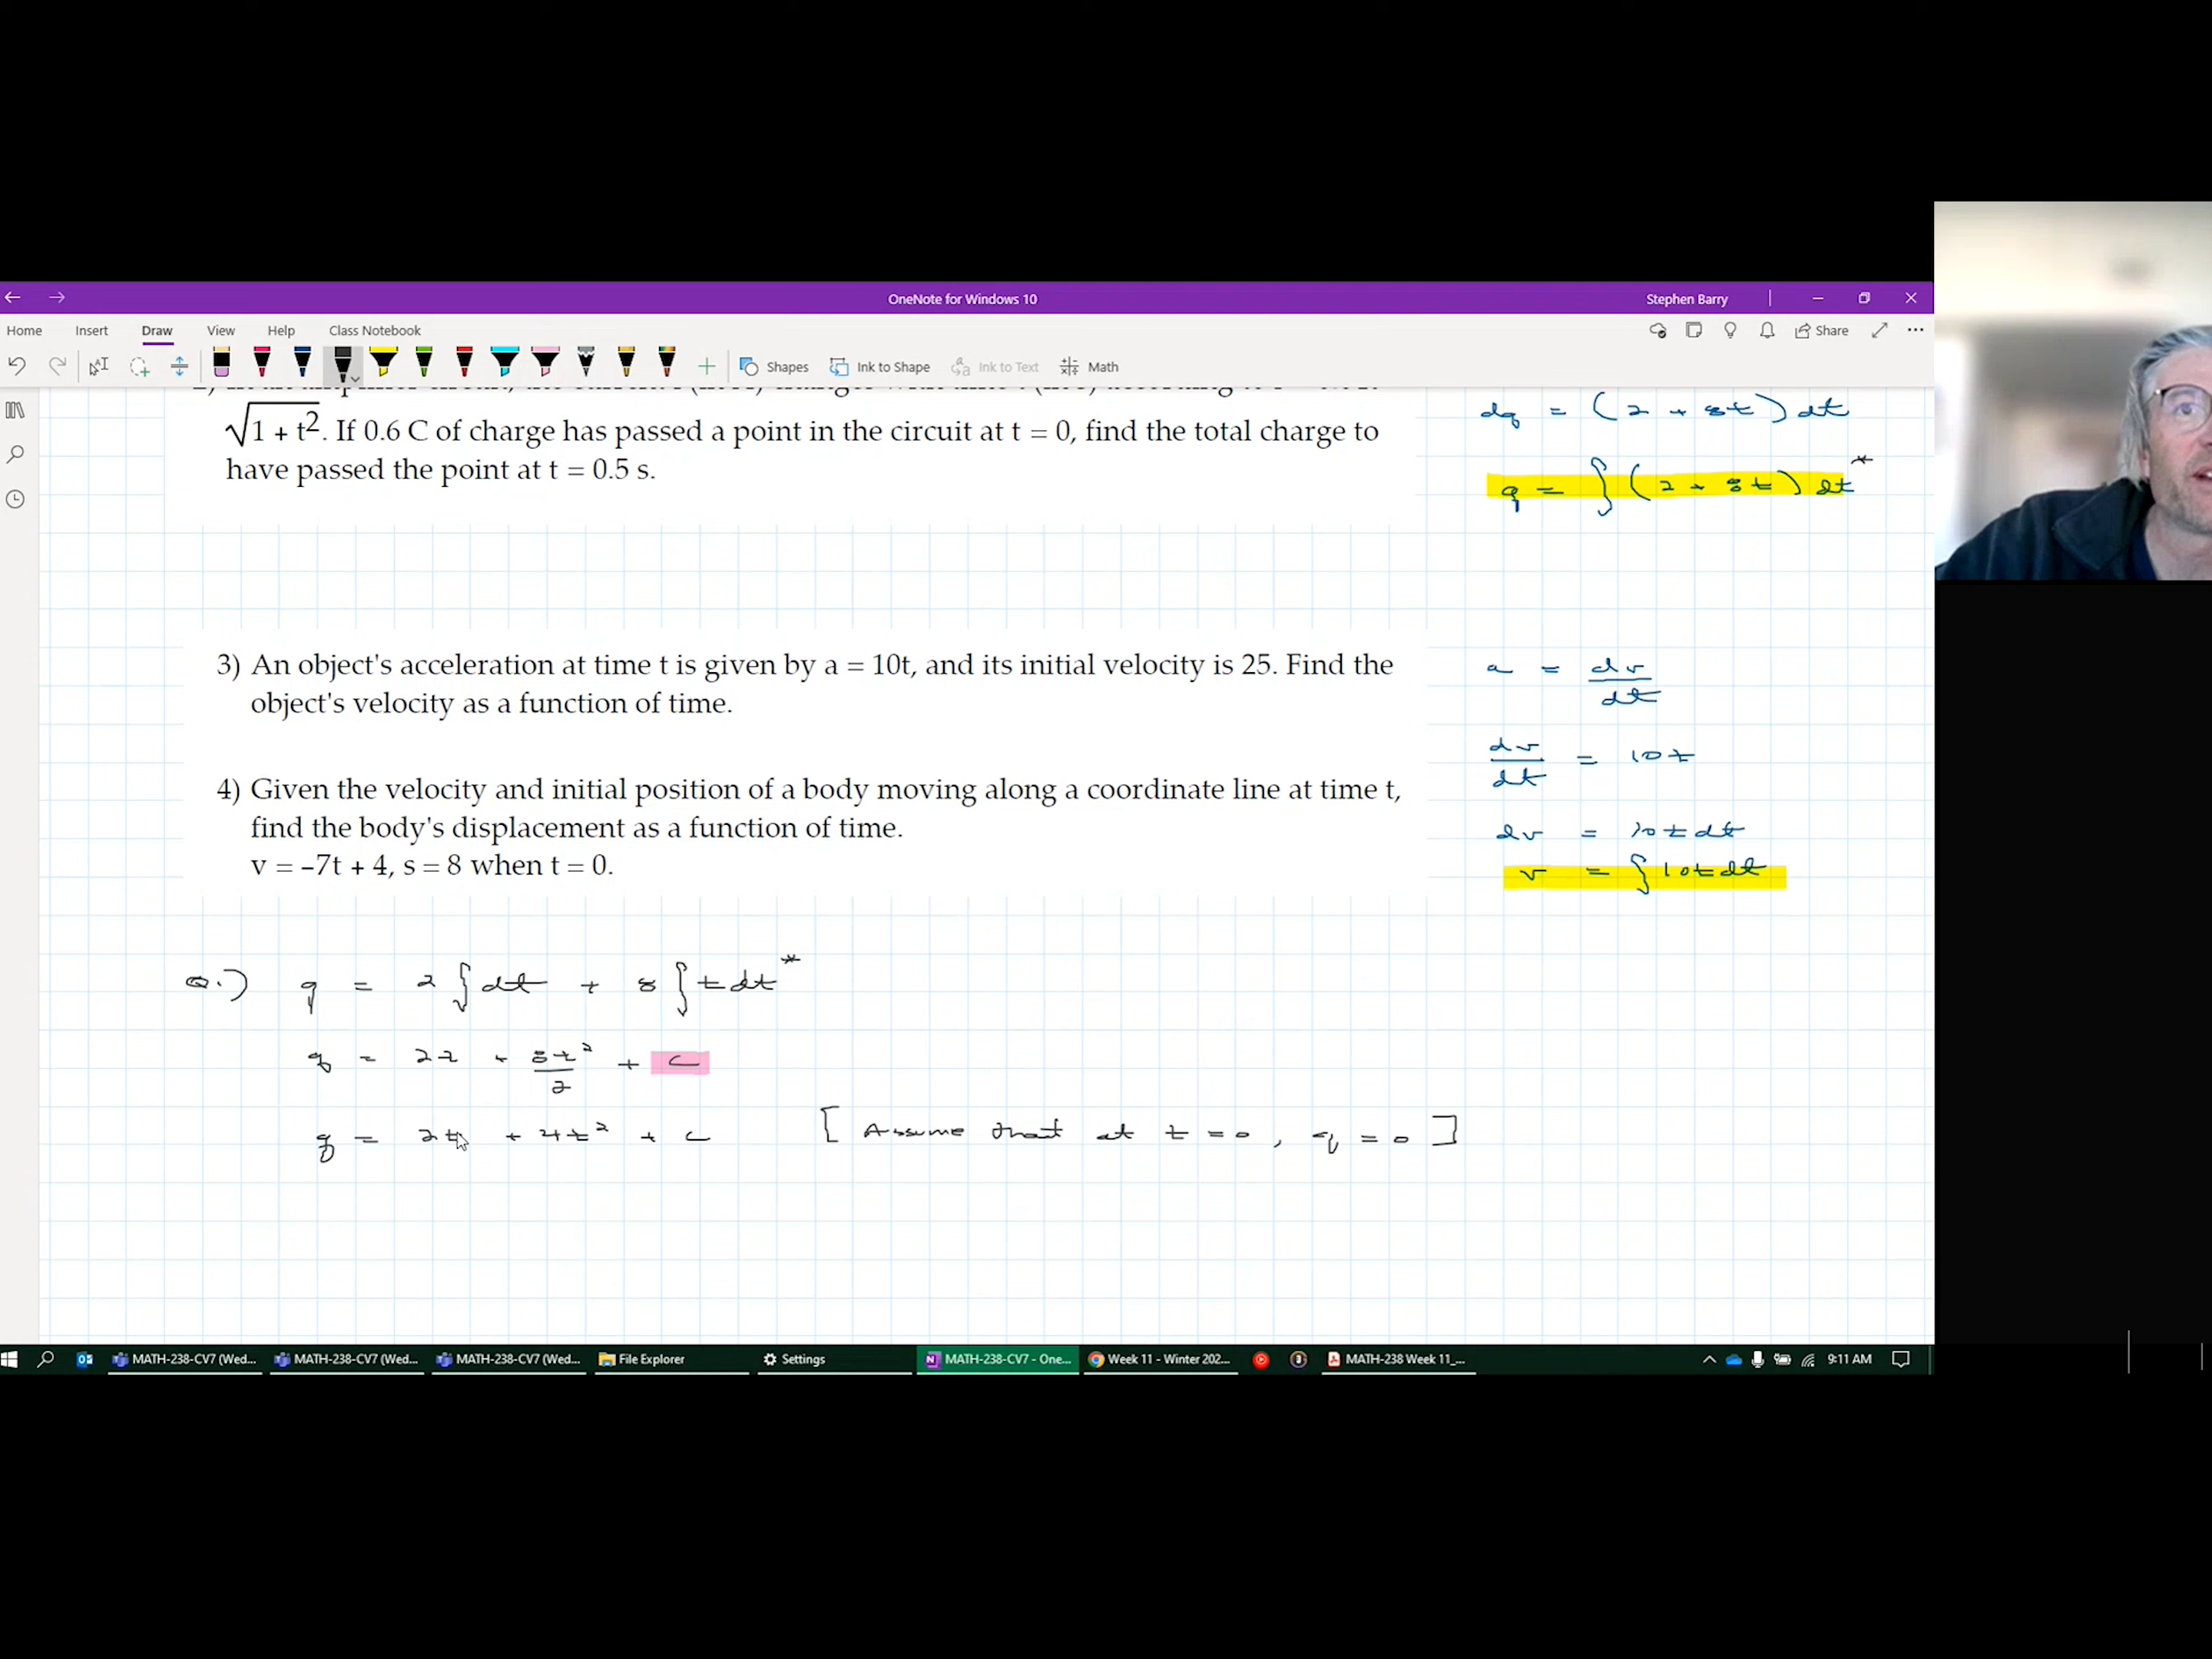 OneNote for Windows 10
Stephen Barry
Home Insert Draw View Help Class Notebook
Share
Shapes Ink to Shape Ink to Text Math
√1 + t². If 0.6 C of charge has passed a point in the circuit at t = 0, find the total charge to
have passed the point at t = 0.5 s.
dq = (2 + 8t) dt
q = ∫ (2 + 8t) dt *
3) An object's acceleration at time t is given by a = 10t, and its initial velocity is 25. Find the
object's velocity as a function of time.
4) Given the velocity and initial position of a body moving along a coordinate line at time t,
find the body's displacement as a function of time.
v = –7t + 4, s = 8 when t = 0.
a = dv/dt
dv/dt = 10t
dv = 10t dt
v = ∫ 10t dt
Q.) q = 2 ∫ dt + 8 ∫ t dt *
q = 2t + 8t²/2 + C
q = 2t + 4t² + C [Assume that at t = 0, q = 0]
MATH-238-CV7 (Wed... MATH-238-CV7 (Wed... MATH-238-CV7 (Wed... File Explorer Settings MATH-238-CV7 - One... Week 11 - Winter 202... MATH-238 Week 11_... 9:11 AM